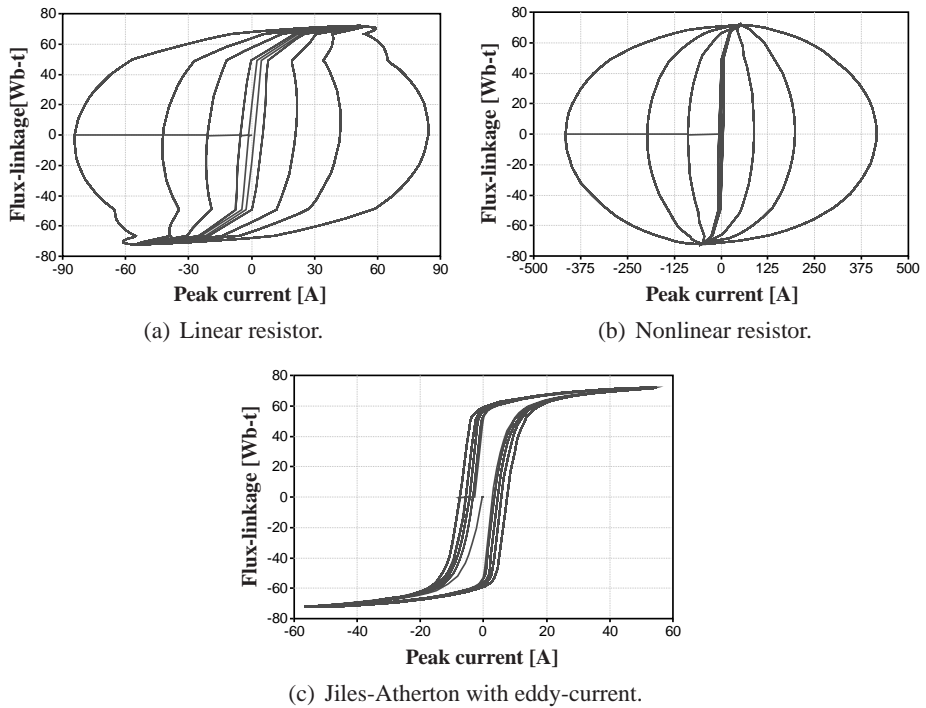 80
60
40
20
0
-20
-40
-60
-80
-90 -60 -30 0 30 60 90
Flux-linkage[Wb-t]
Peak current [A]
(a) Linear resistor.
80
60
40
20
0
-20
-40
-60
-80
-500 -375 -250 -125 0 125 250 375 500
Flux-linkage [Wb-t]
Peak current [A]
(b) Nonlinear resistor.
80
60
40
20
0
-20
-40
-60
-80
-60 -40 -20 0 20 40 60
Flux-linkage [Wb-t]
Peak current [A]
(c) Jiles-Atherton with eddy-current.